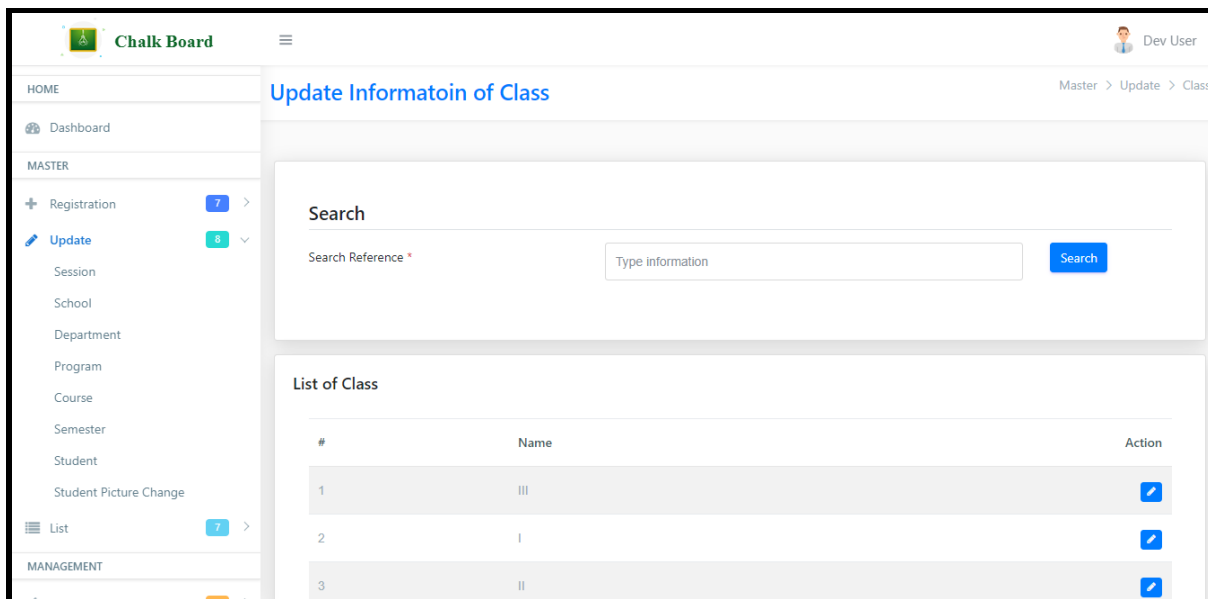 Chalk Board
Dev User
HOME
Dashboard
MASTER
Registration 7
Update 8
Session
School
Department
Program
Course
Semester
Student
Student Picture Change
List 7
MANAGEMENT
Update Informatoin of Class
Master > Update > Class
Search
Search Reference *
Type information
Search
List of Class
# Name Action
1 III
2 I
3 II